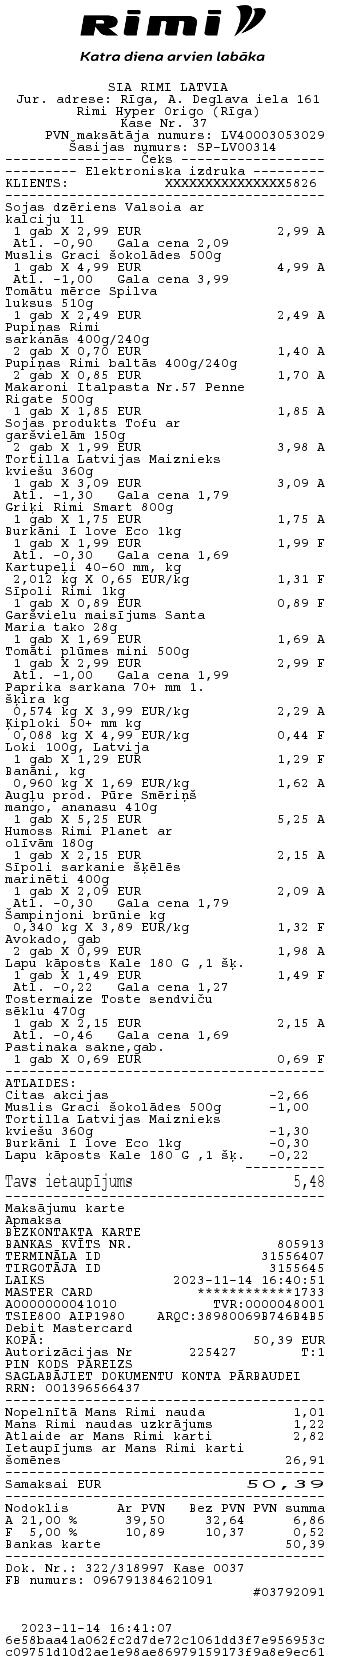 Rimi
Katra diena arvien labāka
SIA RIMI LATVIA
Jur. adrese: Rīga, A. Deglava iela 161
Rimi Hyper Origo (Rīga)
Kase Nr. 37
PVN maksātāja numurs: LV40003053029
Šasijas numurs: SP-LV00314
---------------- Čeks ------------------
--------- Elektroniska izdruka ---------
KLIENTS: XXXXXXXXXXXXXXX5826
----------------------------------------
Sojas dzēriens Valsoia ar
kalciju 1l
1 gab X 2,99 EUR 2,99 A
Atl. -0,90 Gala cena 2,09
Muslis Graci šokolādes 500g
1 gab X 4,99 EUR 4,99 A
Atl. -1,00 Gala cena 3,99
Tomātu mērce Spilva
luksus 510g
1 gab X 2,49 EUR 2,49 A
Pupiņas Rimi
sarkanās 400g/240g
2 gab X 0,70 EUR 1,40 A
Pupiņas Rimi baltās 400g/240g
2 gab X 0,85 EUR 1,70 A
Makaroni Italpasta Nr.57 Penne
Rigate 500g
1 gab X 1,85 EUR 1,85 A
Sojas produkts Tofu ar
garšvielām 150g
2 gab X 1,99 EUR 3,98 A
Tortilla Latvijas Maiznieks
kviešu 360g
1 gab X 3,09 EUR 3,09 A
Atl. -1,30 Gala cena 1,79
Griķi Rimi Smart 800g
1 gab X 1,75 EUR 1,75 A
Burkāni I love Eco 1kg
1 gab X 1,99 EUR 1,99 F
Atl. -0,30 Gala cena 1,69
Kartupeļi 40-60 mm, kg
2,012 kg X 0,65 EUR/kg 1,31 F
Sīpoli Rimi 1kg
1 gab X 0,89 EUR 0,89 F
Garšvielu maisījums Santa
Maria tako 28g
1 gab X 1,69 EUR 1,69 A
Tomāti plūmes mini 500g
1 gab X 2,99 EUR 2,99 F
Atl. -1,00 Gala cena 1,99
Paprika sarkana 70+ mm 1.
šķira kg
0,574 kg X 3,99 EUR/kg 2,29 A
Ķiploki 50+ mm kg
0,088 kg X 4,99 EUR/kg 0,44 F
Loki 100g, Latvija
1 gab X 1,29 EUR 1,29 F
Banāni, kg
0,960 kg X 1,69 EUR/kg 1,62 A
Augļu prod. Pūre Smēriņš
mango, ananasu 410g
1 gab X 5,25 EUR 5,25 A
Humoss Rimi Planet ar
olīvām 180g
1 gab X 2,15 EUR 2,15 A
Sīpoli sarkanie šķēlēs
marinēti 400g
1 gab X 2,09 EUR 2,09 A
Atl. -0,30 Gala cena 1,79
Šampinjoni brūnie kg
0,340 kg X 3,89 EUR/kg 1,32 F
Avokado, gab
2 gab X 0,99 EUR 1,98 A
Lapu kāposts Kale 180 G ,1 šķ.
1 gab X 1,49 EUR 1,49 F
Atl. -0,22 Gala cena 1,27
Tostermaize Toste sendviču
sēklu 470g
1 gab X 2,15 EUR 2,15 A
Atl. -0,46 Gala cena 1,69
Pastinaka sakne,gab.
1 gab X 0,69 EUR 0,69 F
----------------------------------------
ATLAIDES:
Citas akcijas -2,66
Muslis Graci šokolādes 500g -1,00
Tortilla Latvijas Maiznieks
kviešu 360g -1,30
Burkāni I love Eco 1kg -0,30
Lapu kāposts Kale 180 G ,1 šķ. -0,22
----------
Tavs ietaupījums 5,48
----------------------------------------
Maksājumu karte
Apmaksa
BEZKONTAKTA KARTE
BANKAS KVĪTS NR. 805913
TERMINĀLA ID 31556407
TIRGOTĀJA ID 3155645
LAIKS 2023-11-14 16:40:51
MASTER CARD ************1733
A0000000041010 TVR:0000048001
TSIE800 AIP1980 ARQC:38980069B746B4B5
Debit Mastercard
KOPĀ: 50,39 EUR
Autorizācijas Nr 225427 T:1
PIN KODS PAREIZS
SAGLABĀJIET DOKUMENTU KONTA PĀRBAUDEI
RRN: 001396566437
----------------------------------------
Nopelnītā Mans Rimi nauda 1,01
Mans Rimi naudas uzkrājums 1,22
Atlaide ar Mans Rimi karti 2,82
Ietaupījums ar Mans Rimi karti
šomēnes 26,91
----------------------------------------
Samaksai EUR 50,39
----------------------------------------
Nodoklis Ar PVN Bez PVN PVN summa
A 21,00 % 39,50 32,64 6,86
F 5,00 % 10,89 10,37 0,52
Bankas karte 50,39
----------------------------------------
Dok. Nr.: 322/318997 Kase 0037
FB numurs: 096791384621091
#03792091
2023-11-14 16:41:07
6e58baa41a062fc2d7de72c1061dd3f7e956953c
c09751d10d2ae1e98ae86979159173f9a8e9ec61